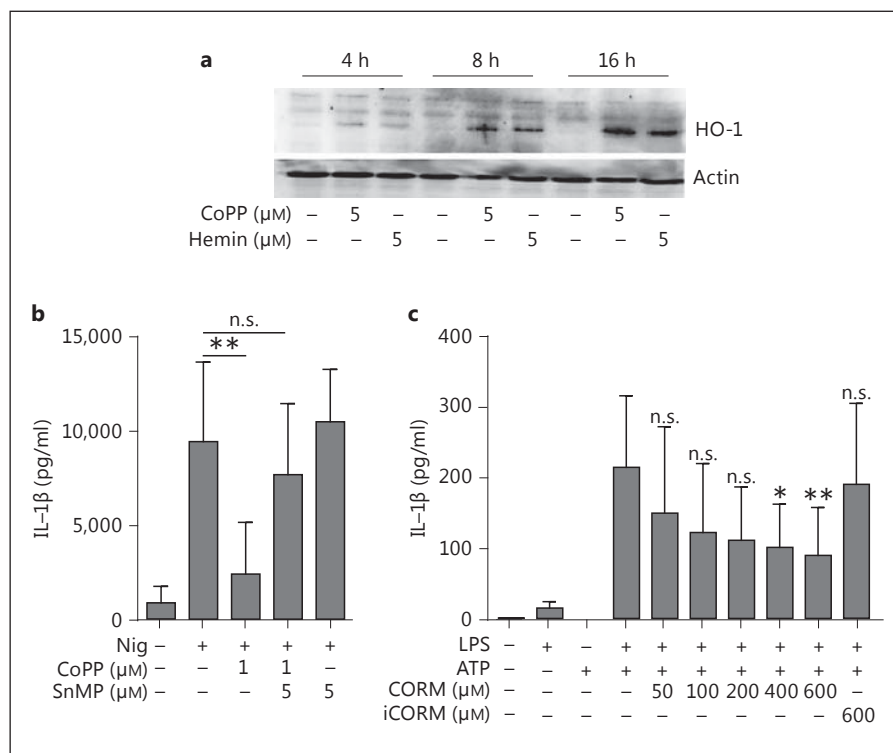 a
4 h 8 h 16 h
HO-1
Actin
CoPP (µM) – 5 – – 5 – – 5 –
Hemin (µM) – – 5 – – 5 – – 5
b
n.s.
**
15,000
10,000
5,000
0
IL–1β (pg/ml)
Nig – + + + +
CoPP (µM) – – 1 1 –
SnMP (µM) – – – 5 5
c
400
300
200
100
0
IL–1β (pg/ml)
n.s. n.s. n.s. * ** n.s.
LPS – + – + + + + + + +
ATP – – + + + + + + + +
CORM (µM) – – – – 50 100 200 400 600 –
iCORM (µM) – – – – – – – – – 600